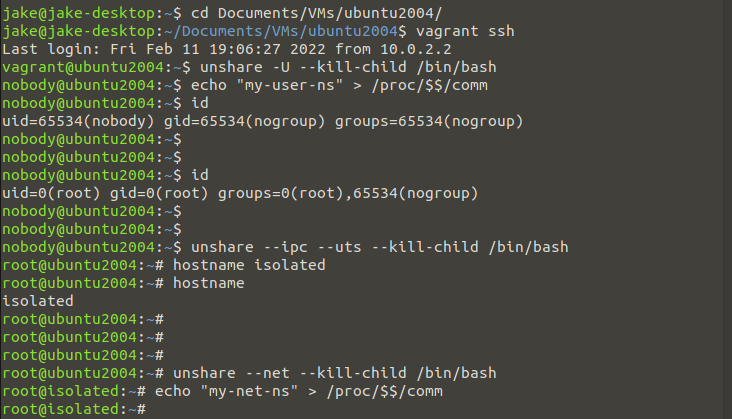 jake@jake-desktop:~$ cd Documents/VMs/ubuntu2004/
jake@jake-desktop:~/Documents/VMs/ubuntu2004$ vagrant ssh
Last login: Fri Feb 11 19:06:27 2022 from 10.0.2.2
vagrant@ubuntu2004:~$ unshare -U --kill-child /bin/bash
nobody@ubuntu2004:~$ echo "my-user-ns" > /proc/$$/comm
nobody@ubuntu2004:~$ id
uid=65534(nobody) gid=65534(nogroup) groups=65534(nogroup)
nobody@ubuntu2004:~$
nobody@ubuntu2004:~$
nobody@ubuntu2004:~$ id
uid=0(root) gid=0(root) groups=0(root),65534(nogroup)
nobody@ubuntu2004:~$
nobody@ubuntu2004:~$
nobody@ubuntu2004:~$ unshare --ipc --uts --kill-child /bin/bash
root@ubuntu2004:~# hostname isolated
root@ubuntu2004:~# hostname
isolated
root@ubuntu2004:~#
root@ubuntu2004:~#
root@ubuntu2004:~#
root@ubuntu2004:~# unshare --net --kill-child /bin/bash
root@isolated:~# echo "my-net-ns" > /proc/$$/comm
root@isolated:~#